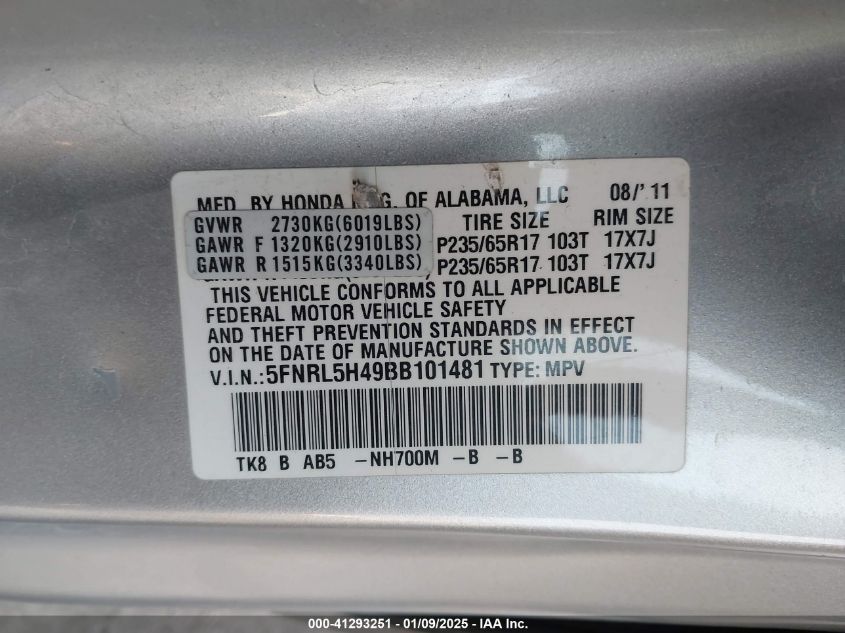 MFD. BY HONDA OF ALABAMA, LLC 08/'11
GVWR 2730KG(6019LBS) TIRE SIZE RIM SIZE
GAWR F 1320KG(2910LBS) P235/65R17 103T 17X7J
GAWR R 1515KG(3340LBS) P235/65R17 103T 17X7J
THIS VEHICLE CONFORMS TO ALL APPLICABLE
FEDERAL MOTOR VEHICLE SAFETY
AND THEFT PREVENTION STANDARDS IN EFFECT
ON THE DATE OF MANUFACTURE SHOWN ABOVE.
V.I.N.:5FNRL5H49BB101481 TYPE: MPV
TK8 B AB5 -NH700M -B -B
000-41293251 - 01/09/2025 - IAA Inc.